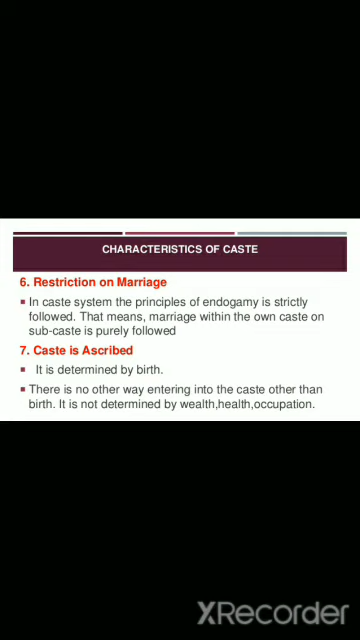 CHARACTERISTICS OF CASTE
6. Restriction on Marriage
▪ In caste system the principles of endogamy is strictly
followed. That means, marriage within the own caste on
sub-caste is purely followed
7. Caste is Ascribed
▪ It is determined by birth.
▪ There is no other way entering into the caste other than
birth. It is not determined by wealth,health,occupation.
XRecorder